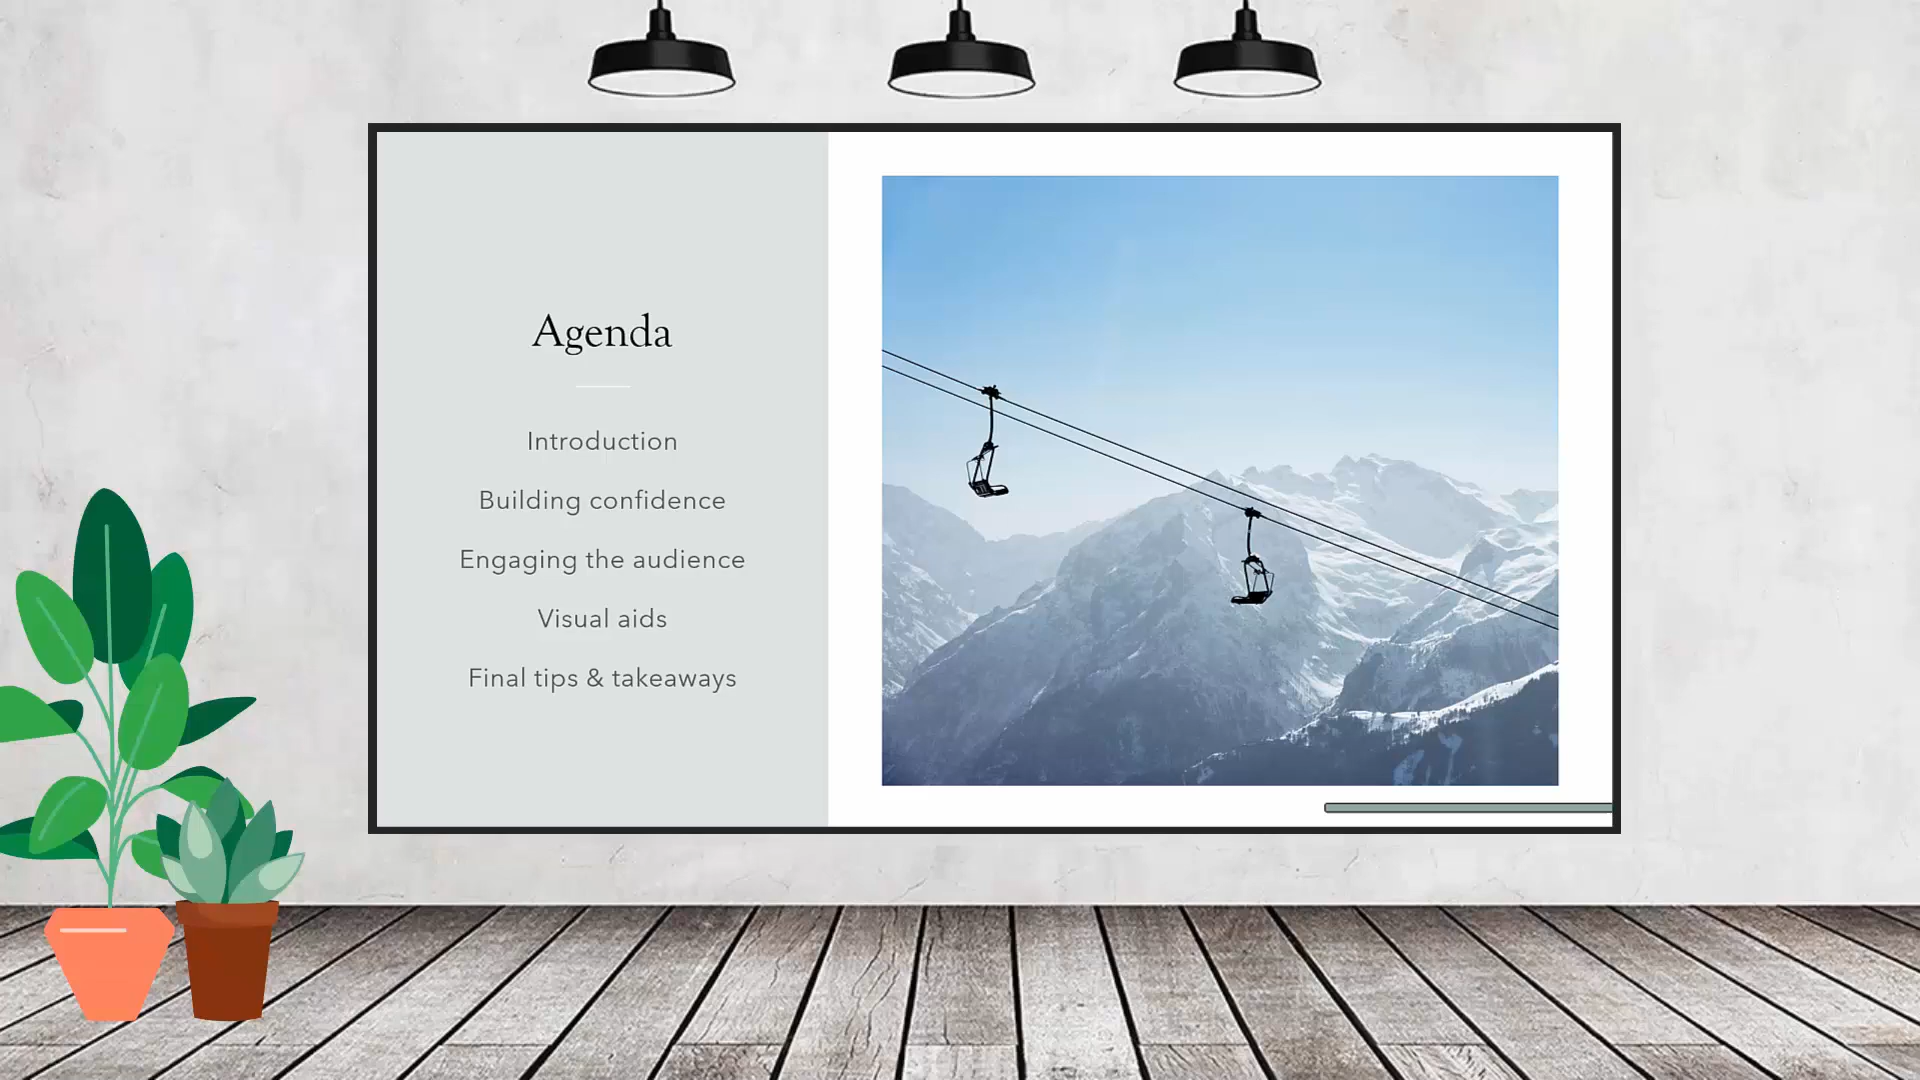 Agenda
Introduction
Building confidence
Engaging the audience
Visual aids
Final tips & takeaways